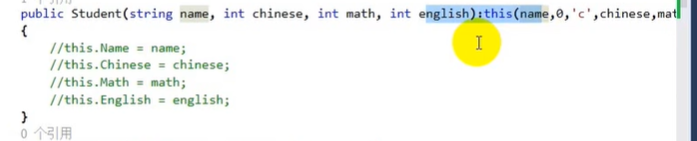 public Student(string name, int chinese, int math, int english):this(name,0,'c',chinese,mat
{
//this.Name = name;
//this.Chinese = chinese;
//this.Math = math;
//this.English = english;
}
0 个引用